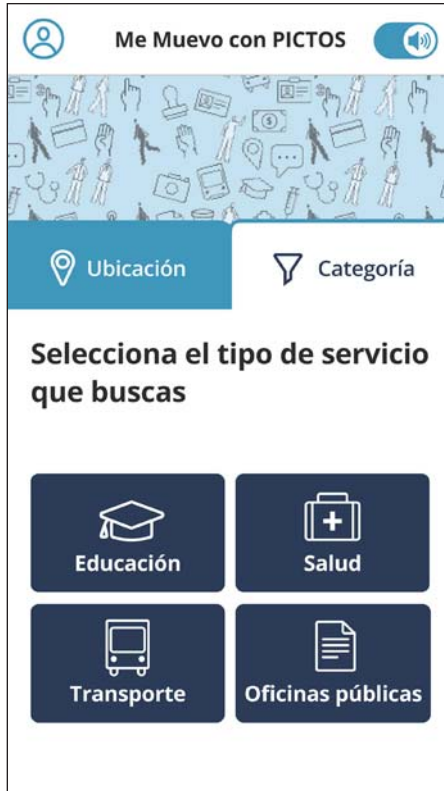 Me Muevo con PICTOS
Ubicación
Categoría
Selecciona el tipo de servicio
que buscas
Educación
Salud
Transporte
Oficinas públicas